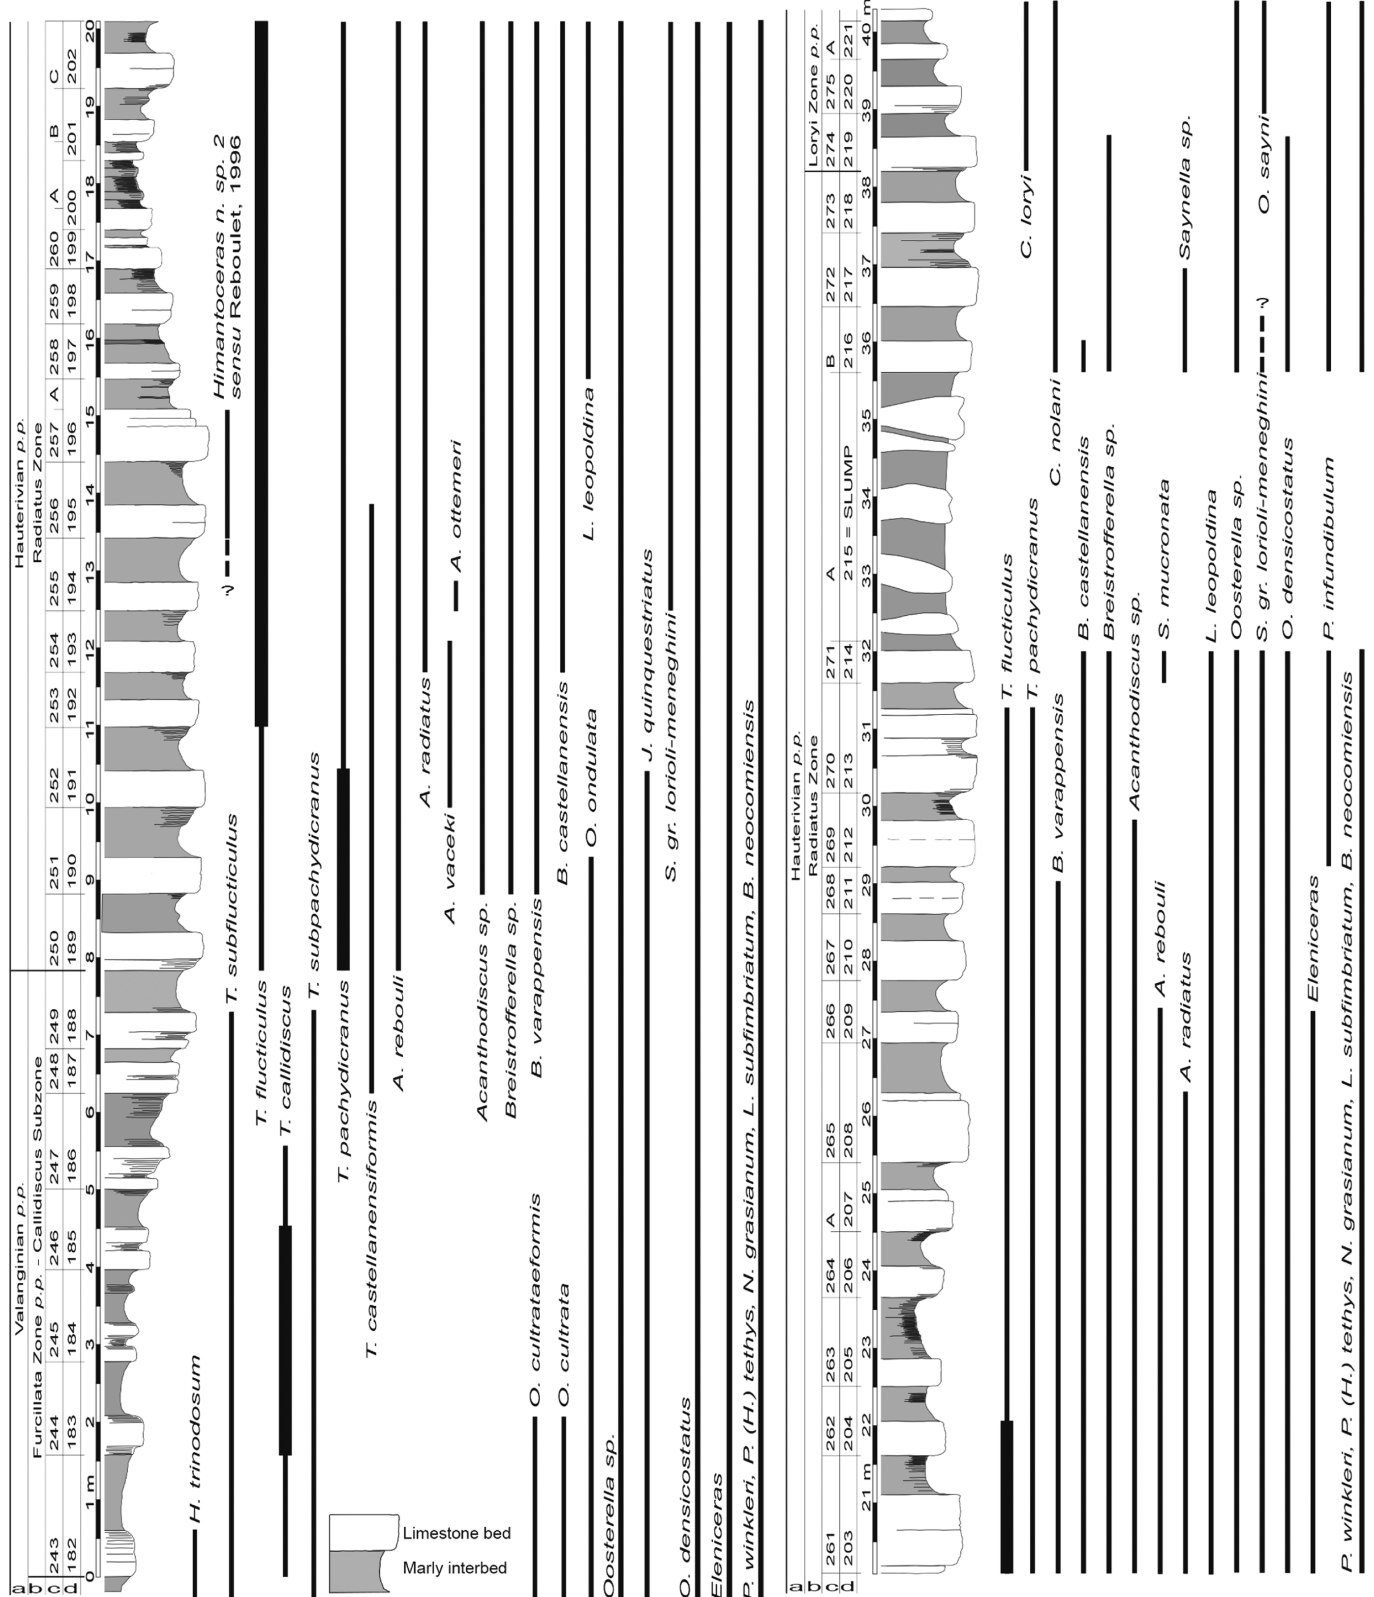 Valanginian p.p.
Hauterivian p.p.
Furcillata Zone p.p. - Callidiscus Subzone
Radiatus Zone
243 244 245 246 247 248 249 250 251 252 253 254 255 256 257 A 258 259 260 A B C
182 183 184 185 186 187 188 189 190 191 192 193 194 195 196 197 198 199 200 201 202
0 1 m 2 3 4 5 6 7 8 9 10 11 12 13 14 15 16 17 18 19 20
a b c d
H. trinodosum
Himantoceras n. sp. 2
sensu Reboulet, 1996
?
T. subflucticulus
T. flucticulus
T. callidiscus
T. subpachydicranus
T. pachydicranus
T. castellanensiformis
A. rebouli
A. radiatus
A. vaceki
A. ottemeri
Acanthodiscus sp.
Breistrofferella sp.
B. varappensis
O. cultrataeformis
B. castellanensis
O. cultrata
L. leopoldina
O. ondulata
Oosterella sp.
J. quinquestriatus
S. gr. lorioli-meneghini
O. densicostatus
Eleniceras
P. winkleri, P. (H.) tethys, N. grasianum, L. subfimbriatum, B. neocomiensis
Limestone bed
Marly interbed
Hauterivian p.p.
Radiatus Zone
Loryi Zone p.p.
261 262 263 264 A 265 266 267 268 269 270 271 A B 272 273 274 275 A
203 204 205 206 207 208 209 210 211 212 213 214 215 = SLUMP 216 217 218 219 220 221
21 m 22 23 24 25 26 27 28 29 30 31 32 33 34 35 36 37 38 39 40 m
a b c d
T. flucticulus
C. loryi
T. pachydicranus
C. nolani
B. varappensis
B. castellanensis
Breistrofferella sp.
Acanthodiscus sp.
A. rebouli
S. mucronata
A. radiatus
Saynella sp.
L. leopoldina
Oosterella sp.
S. gr. lorioli-meneghini
?
O. sayni
O. densicostatus
Eleniceras
P. infundibulum
P. winkleri, P. (H.) tethys, N. grasianum, L. subfimbriatum, B. neocomiensis